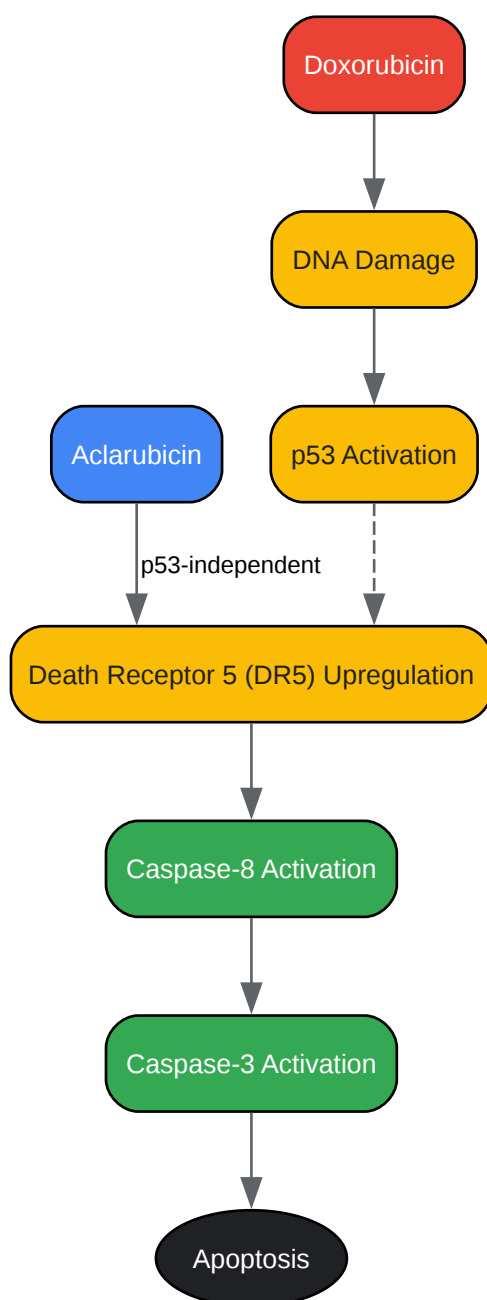 Doxorubicin
DNA Damage
Aclarubicin
p53 Activation
p53-independent
Death Receptor 5 (DR5) Upregulation
Caspase-8 Activation
Caspase-3 Activation
Apoptosis